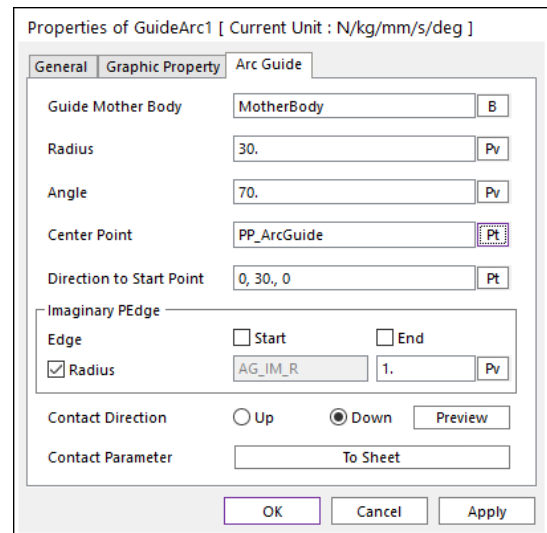 Properties of GuideArc1 [ Current Unit : N/kg/mm/s/deg ]
General Graphic Property Arc Guide
Guide Mother Body MotherBody B
Radius 30. Pv
Angle 70. Pv
Center Point PP_ArcGuide Pt
Direction to Start Point 0, 30., 0 Pt
Imaginary PEdge
Edge Start End
Radius AG_IM_R 1. Pv
Contact Direction Up Down Preview
Contact Parameter To Sheet
OK Cancel Apply